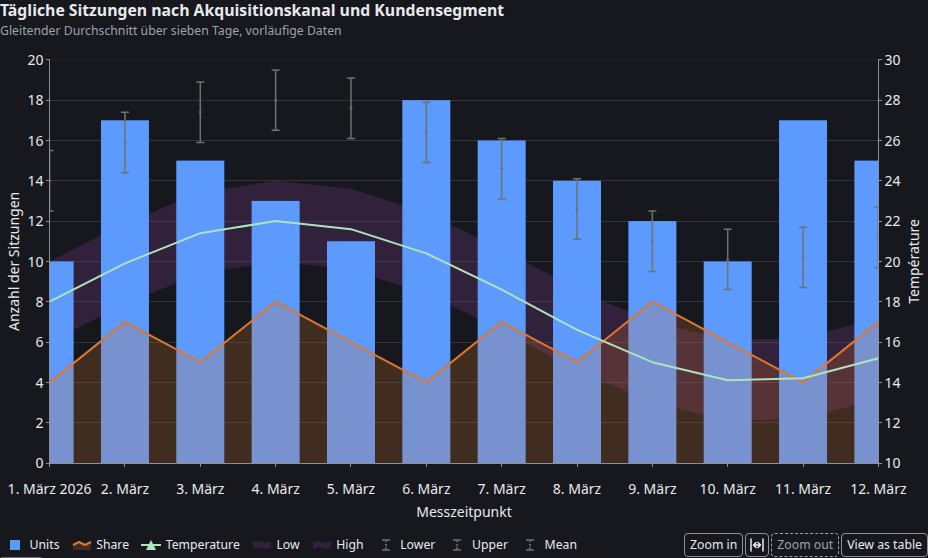 Tägliche Sitzungen nach Akquisitionskanal und Kundensegment
Gleitender Durchschnitt über sieben Tage, vorläufige Daten
20
18
16
14
12
10
8
6
4
2
0
Anzahl der Sitzungen
30
28
26
24
22
20
18
16
14
12
10
Température
1. März 2026 2. März 3. März 4. März 5. März 6. März 7. März 8. März 9. März 10. März 11. März 12. März
Messzeitpunkt
Units Share Temperature Low High Lower Upper Mean
Zoom in Zoom out View as table